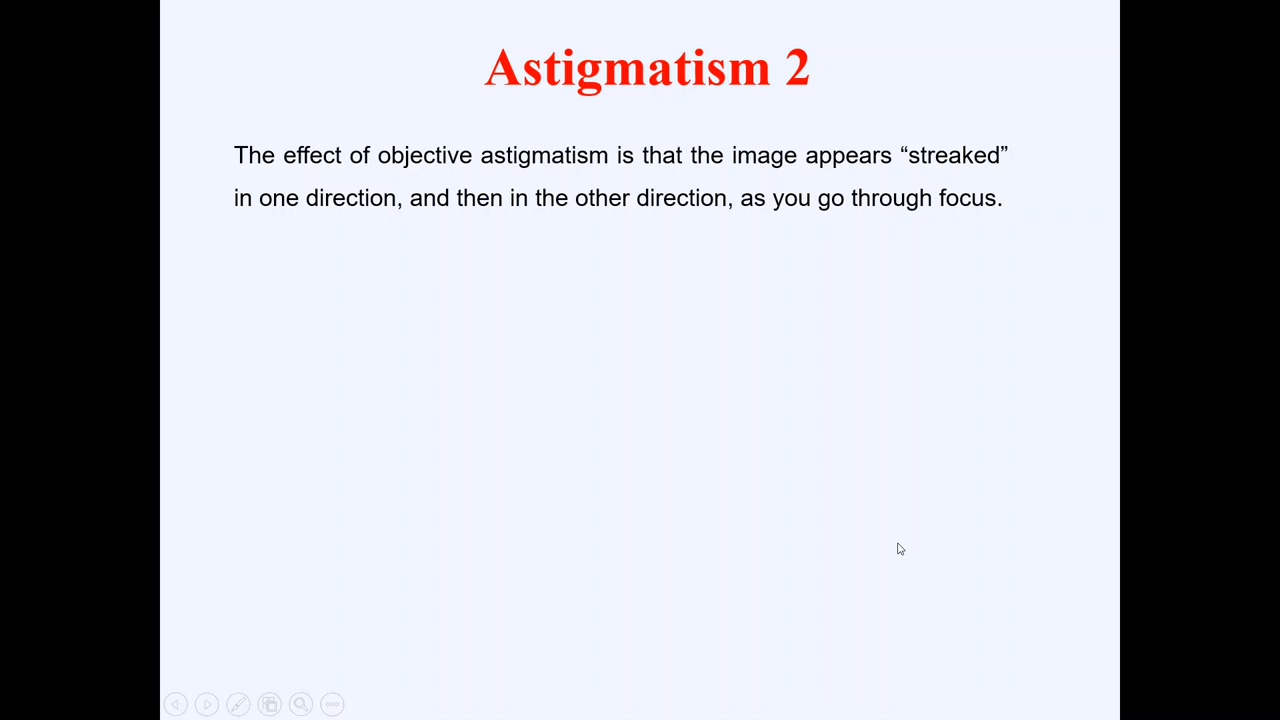 Astigmatism 2
The effect of objective astigmatism is that the image appears “streaked”
in one direction, and then in the other direction, as you go through focus.